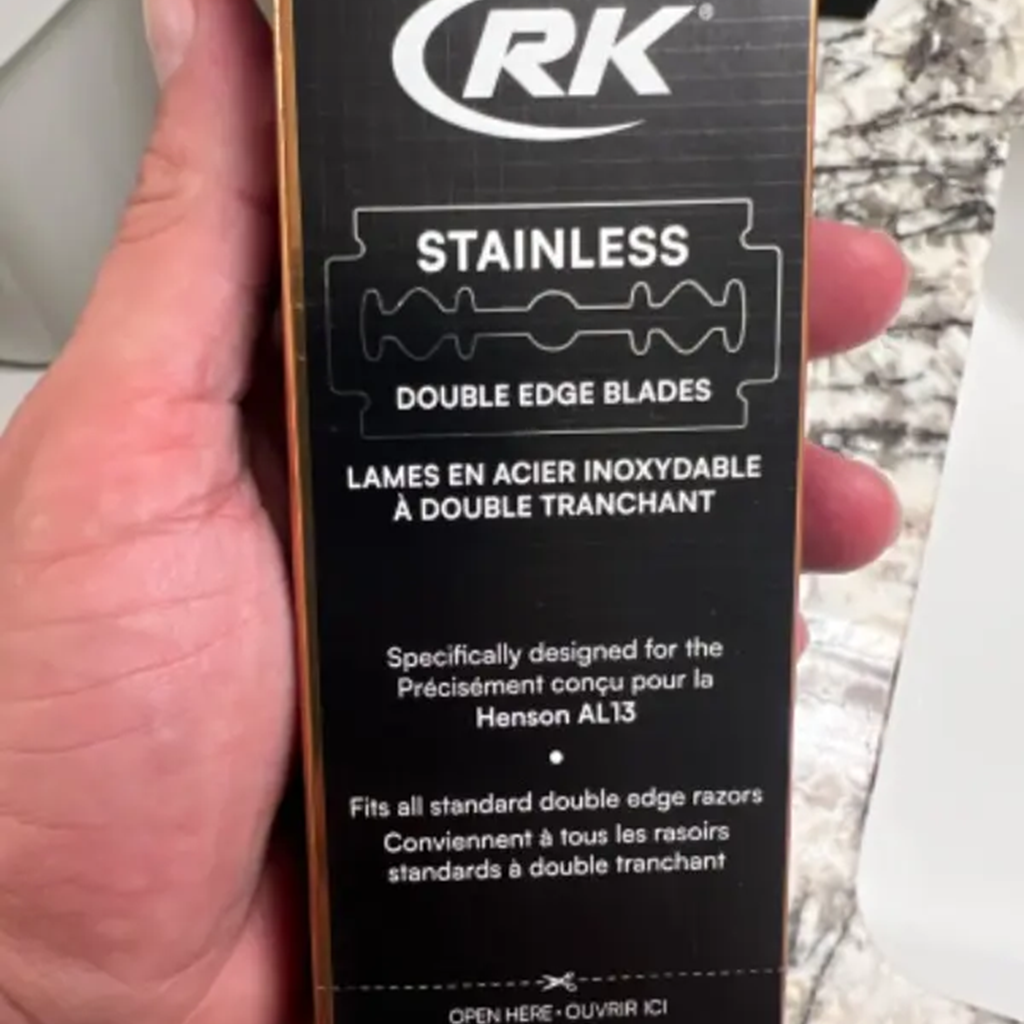 RK®
STAINLESS
DOUBLE EDGE BLADES
LAMES EN ACIER INOXYDABLE
À DOUBLE TRANCHANT
Specifically designed for the
Précisément conçu pour la
Henson AL13
Fits all standard double edge razors
Conviennent à tous les rasoirs
standards à double tranchant
OPEN HERE • OUVRIR ICI